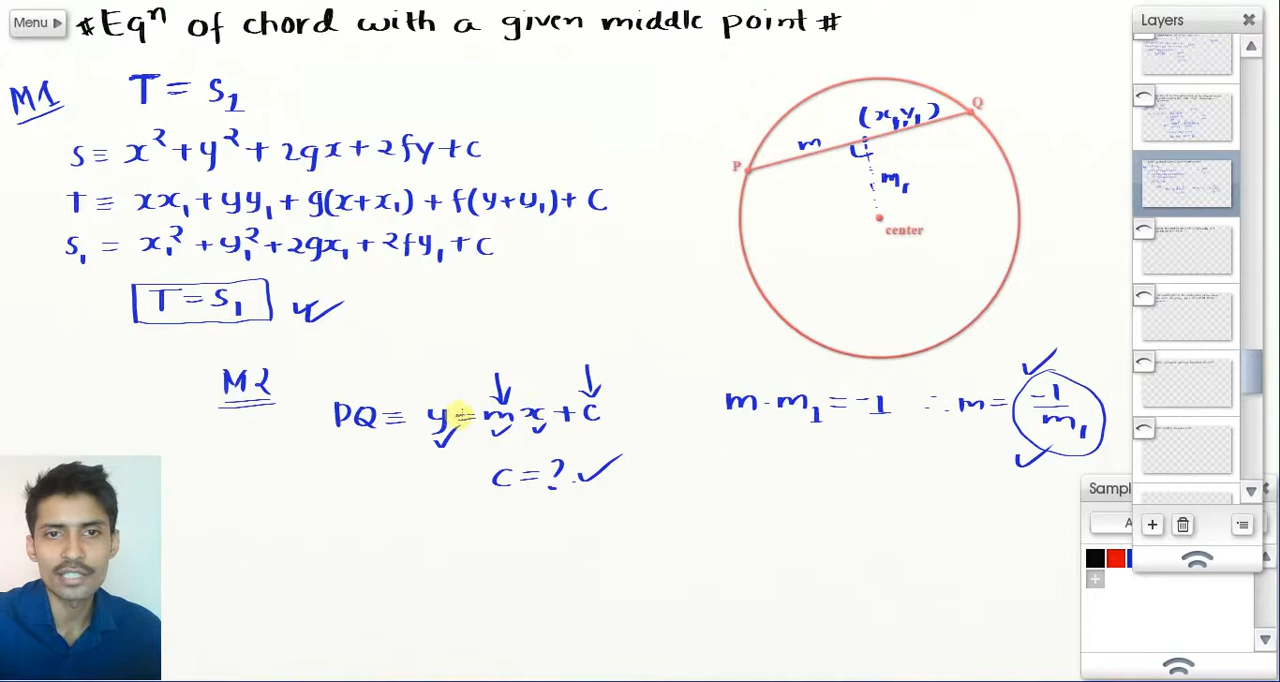 Menu
*Eqⁿ of chord with a given middle point #
M1 T = S₁
S ≡ x² + y² + 2gx + 2fy + c
T ≡ xx₁ + yy₁ + g(x+x₁) + f(y+y₁) + C
S₁ = x₁² + y₁² + 2gx₁ + 2fy₁ + c
T = S₁
M2
PQ ≡ y = mx + c
c = ?
P
Q
(x₁,y₁)
m
m₁
center
m · m₁ = -1 ∴ m = -1/m₁
Layers
Sampl
A